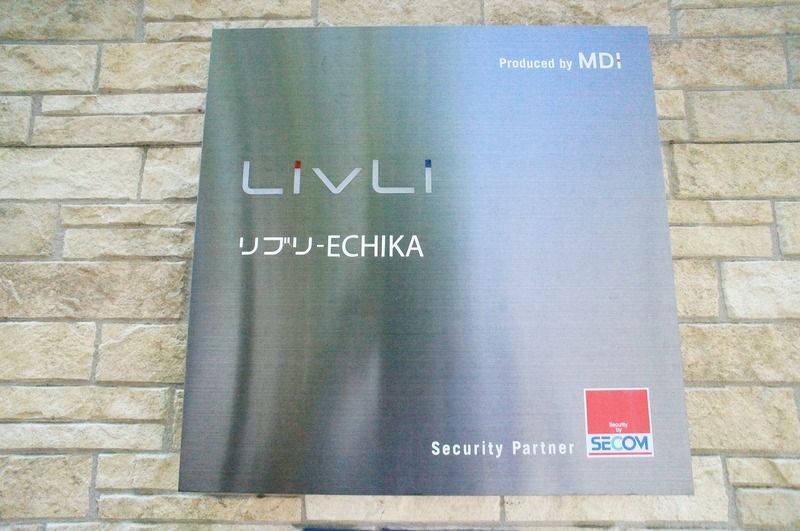 Produced by MDI
LivLi
リブリ-ECHIKA
Security Partner
Security
by
SECOM